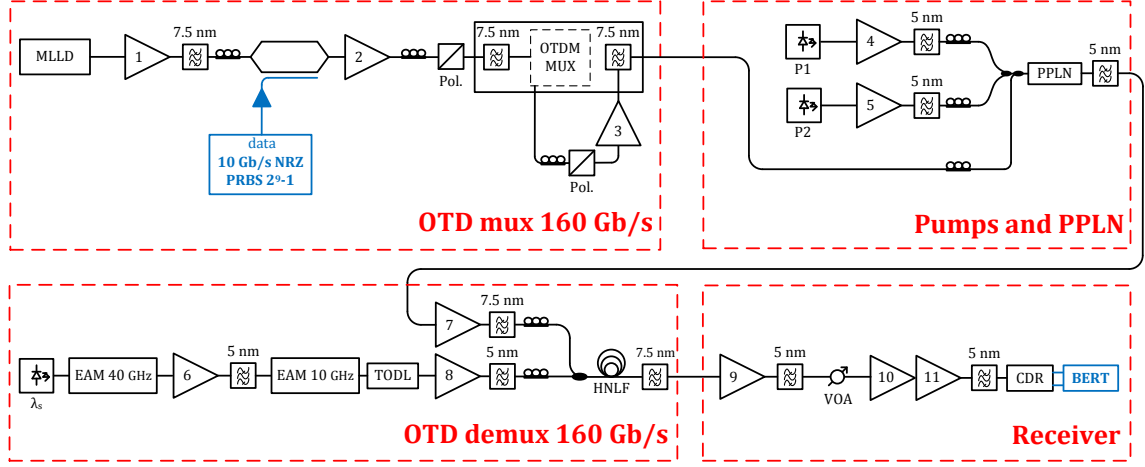 MLLD
1
7.5 nm
data
10 Gb/s NRZ
PRBS 2⁹-1
2
Pol.
7.5 nm
OTDM
MUX
7.5 nm
3
Pol.
OTD mux 160 Gb/s
P1
4
5 nm
P2
5
5 nm
PPLN
5 nm
Pumps and PPLN
λs
EAM 40 GHz
6
5 nm
EAM 10 GHz
TODL
7
7.5 nm
8
5 nm
HNLF
7.5 nm
OTD demux 160 Gb/s
9
5 nm
VOA
10
11
5 nm
CDR
BERT
Receiver